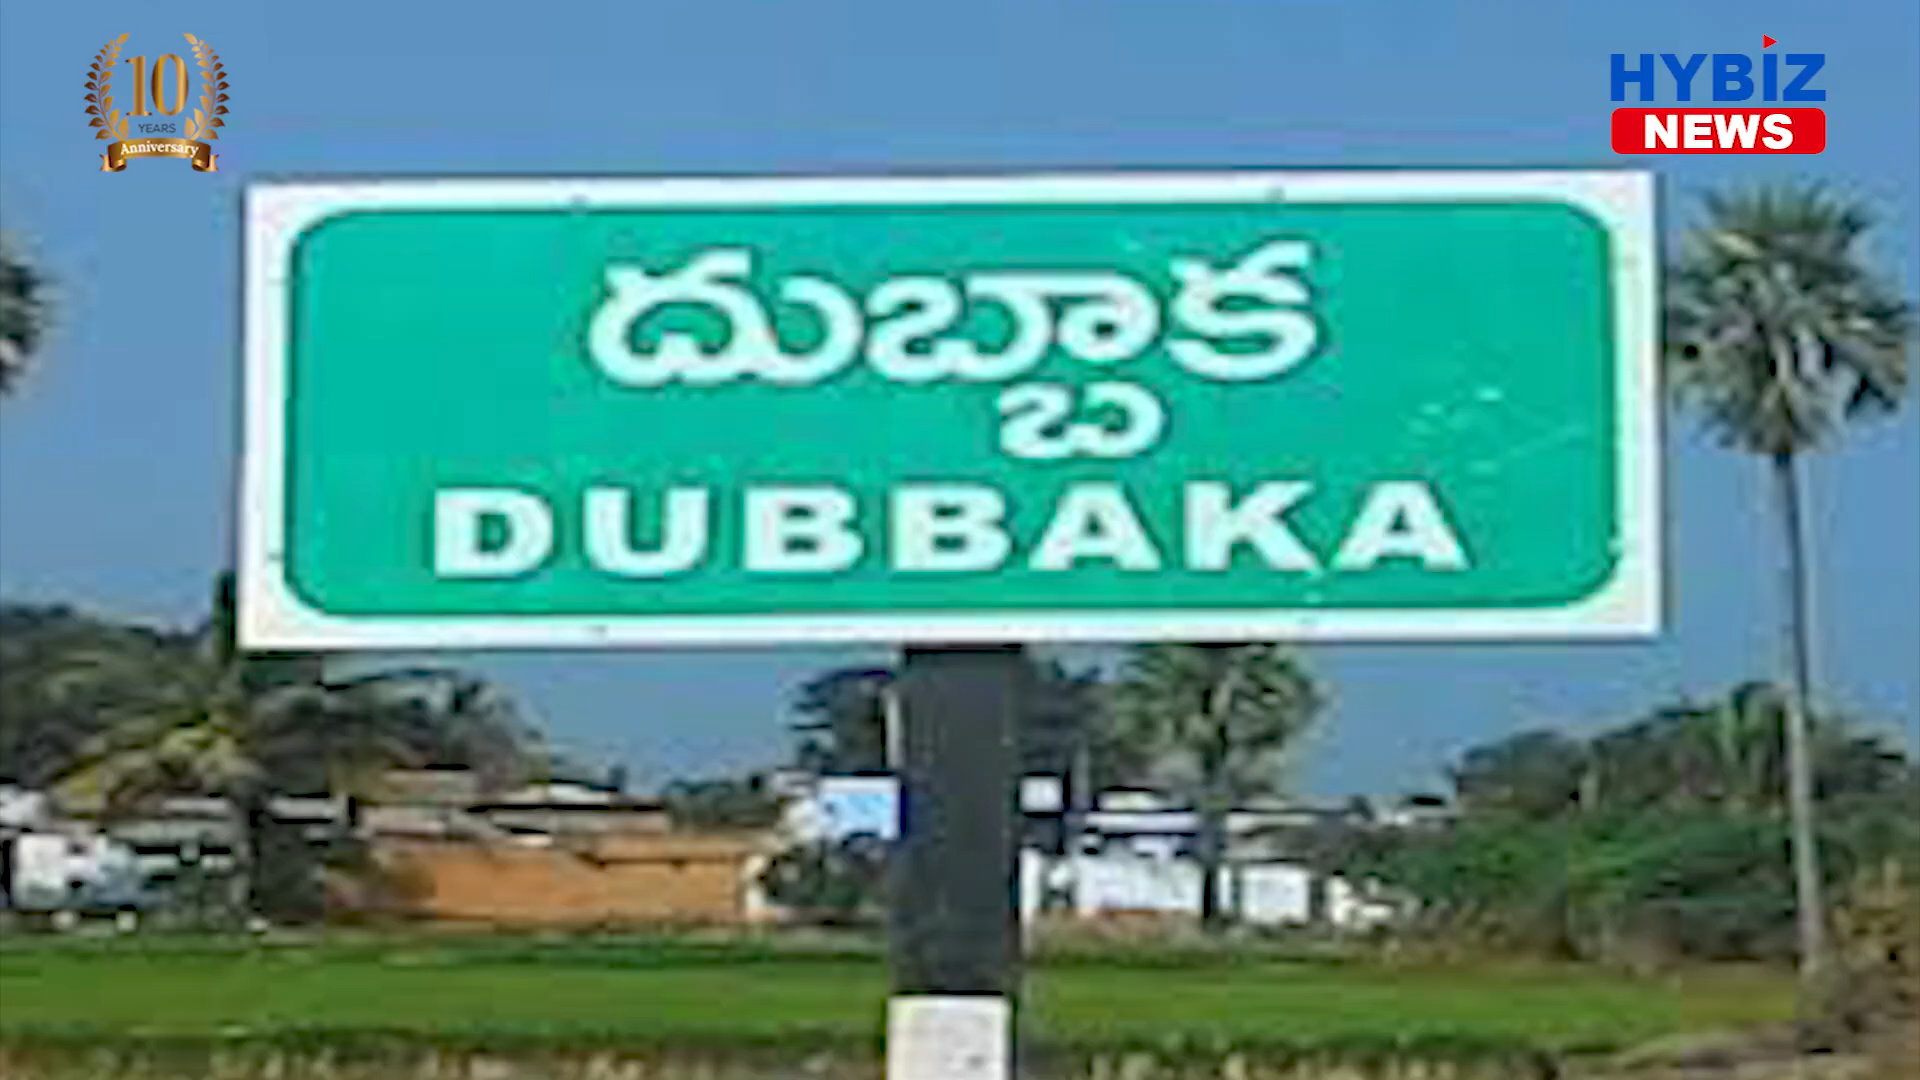 10
YEARS
Anniversary
HYBIZ
NEWS
దుబ్బాక
DUBBAKA